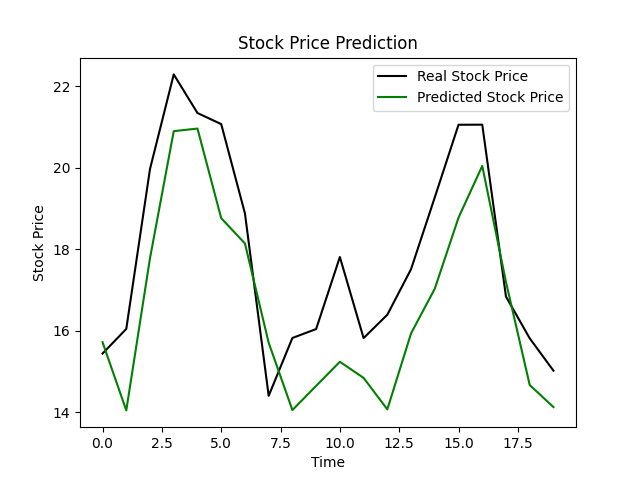 Stock Price Prediction
Real Stock Price
Predicted Stock Price
22
20
18
16
14
Stock Price
0.0 2.5 5.0 7.5 10.0 12.5 15.0 17.5
Time